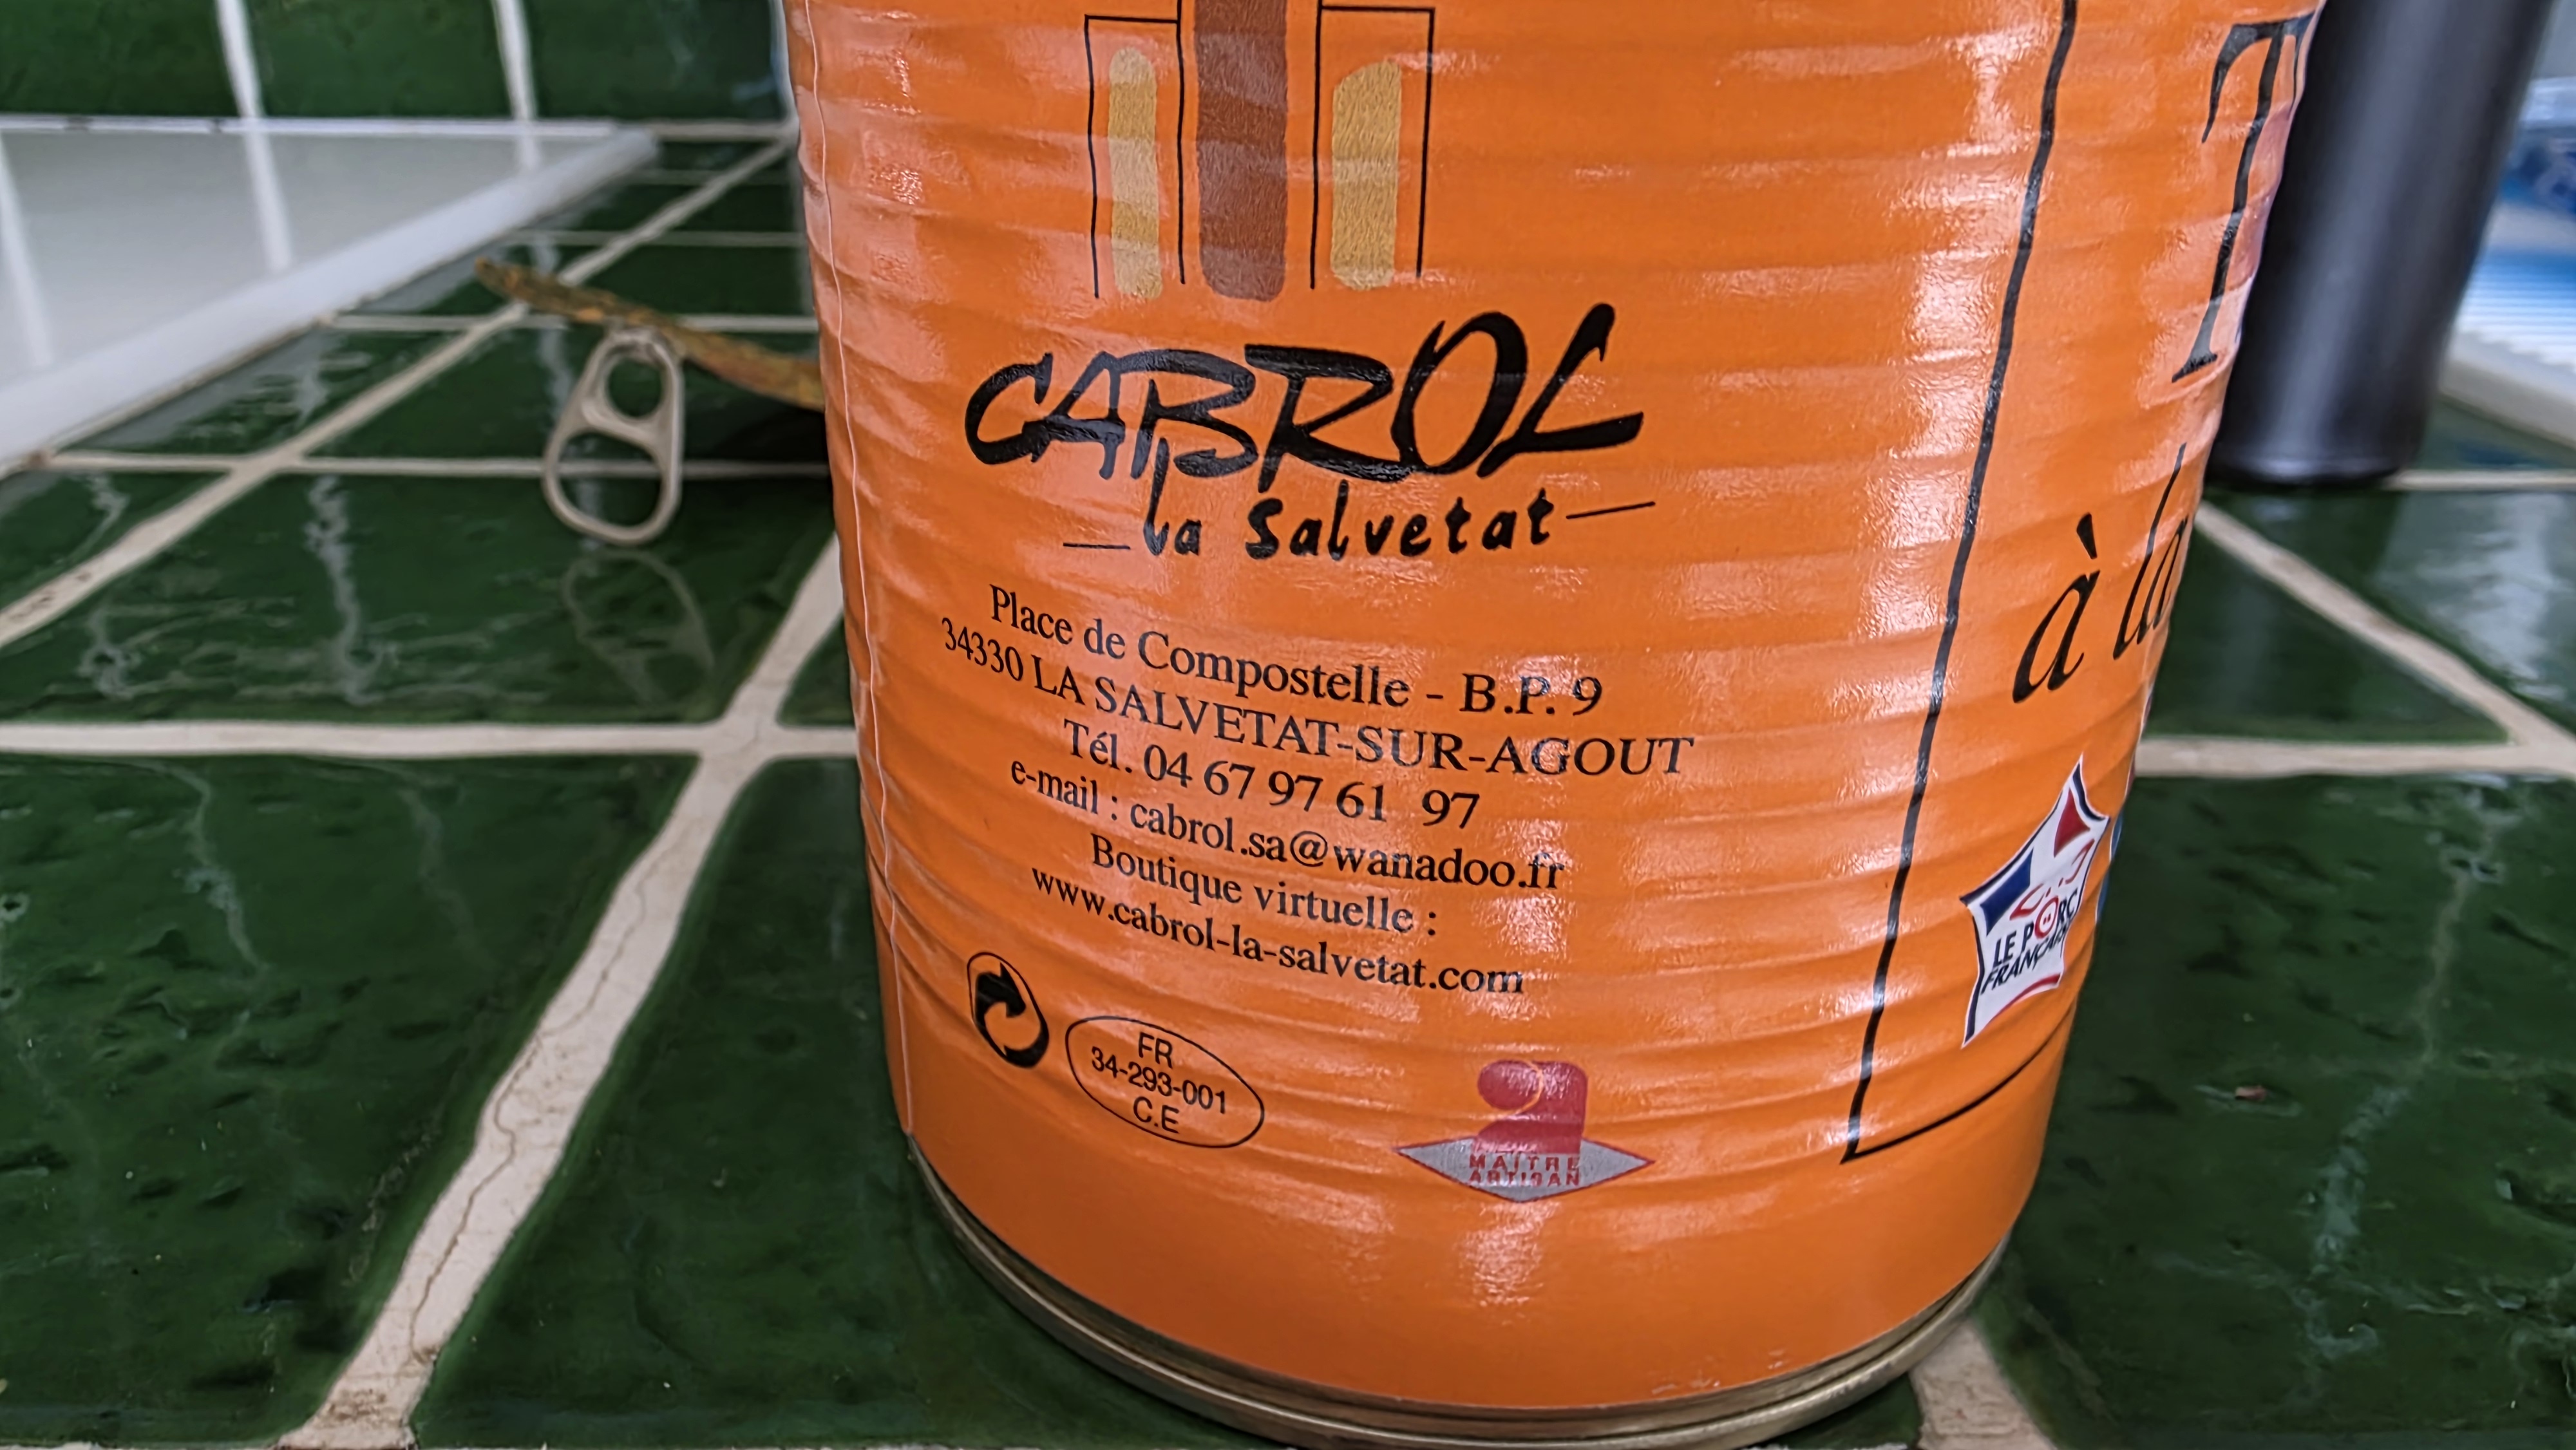 CABROL
la Salvetat
Place de Compostelle - B.P. 9
34330 LA SALVETAT-SUR-AGOUT
Tél. 04 67 97 61 97
e-mail : cabrol.sa@wanadoo.fr
Boutique virtuelle :
www.cabrol-la-salvetat.com
FR
34-293-001
C.E
MAITRE
ARTISAN
à la
LE PORC
FRANÇAIS